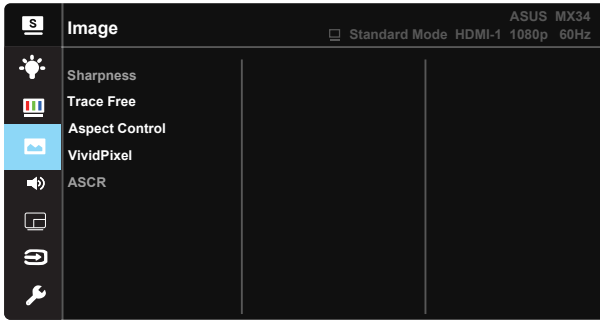 S
Image
ASUS MX34
Standard Mode HDMI-1 1080p 60Hz
Sharpness
Trace Free
Aspect Control
VividPixel
ASCR